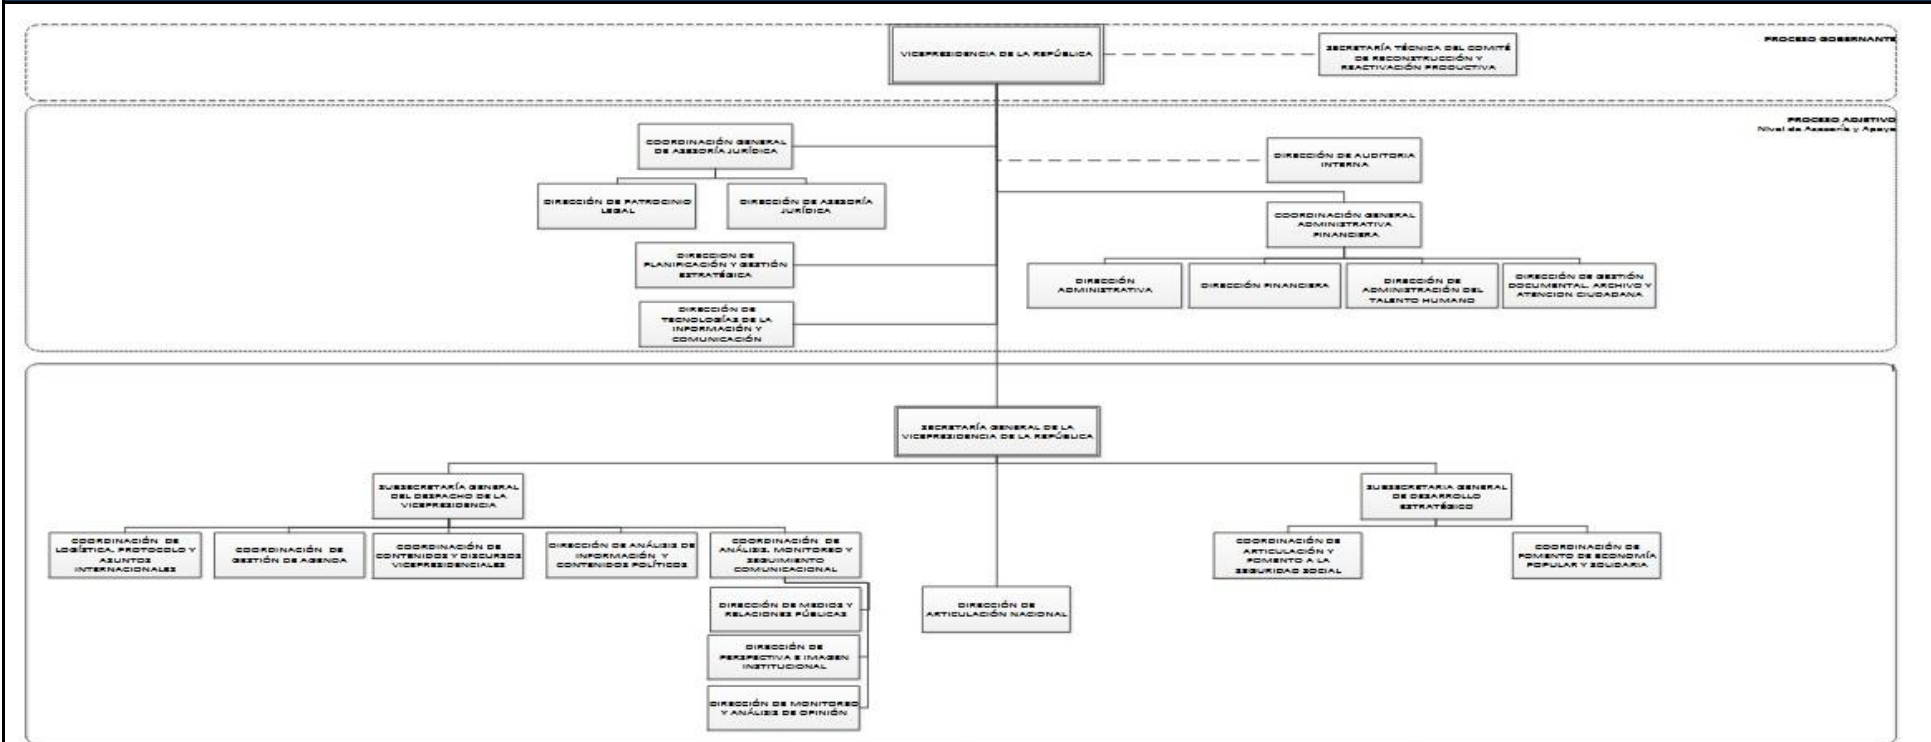 VICEPRESIDENCIA DE LA REPÚBLICA
SECRETARÍA TÉCNICA DEL COMITÉ
DE RECONSTRUCCIÓN Y
REACTIVACIÓN PRODUCTIVA
PROCESO GOBERNANTE
PROCESO ADJETIVO
Nivel de Asesoría y Apoyo
COORDINACIÓN GENERAL
DE ASESORÍA JURÍDICA
DIRECCIÓN DE AUDITORIA
INTERNA
DIRECCIÓN DE PATROCINIO
LEGAL
DIRECCIÓN DE ASESORÍA
JURÍDICA
COORDINACIÓN GENERAL
ADMINISTRATIVA
FINANCIERA
DIRECCION DE
PLANIFICACIÓN Y GESTIÓN
ESTRATÉGICA
DIRECCIÓN
ADMINISTRATIVA
DIRECCIÓN FINANCIERA
DIRECCIÓN DE
ADMINISTRACIÓN DEL
TALENTO HUMANO
DIRECCIÓN DE GESTIÓN
DOCUMENTAL, ARCHIVO Y
ATENCION CIUDADANA
DIRECCIÓN DE
TECNOLOGÍAS DE LA
INFORMACIÓN Y
COMUNICACIÓN
SECRETARÍA GENERAL DE LA
VICEPRESIDENCIA DE LA REPÚBLICA
SUBSECRETARÍA GENERAL
DEL DESPACHO DE LA
VICEPRESIDENCIA
SUBSECRETARIA GENERAL
DE DESARROLLO
ESTRATÉGICO
COORDINACIÓN DE
LOGÍSTICA, PROTOCOLO Y
ASUNTOS
INTERNACIONALES
COORDINACIÓN DE
GESTIÓN DE AGENDA
COORDINACIÓN DE
CONTENIDOS Y DISCURSOS
VICEPRESIDENCIALES
DIRECCIÓN DE ANÁLISIS DE
INFORMACIÓN Y
CONTENIDOS POLÍTICOS
COORDINACIÓN DE
ANÁLISIS, MONITOREO Y
SEGUIMIENTO
COMUNICACIONAL
COORDINACIÓN DE
ARTICULACIÓN Y
FOMENTO A LA
SEGURIDAD SOCIAL
COORDINACIÓN DE
FOMENTO DE ECONOMÍA
POPULAR Y SOLIDARIA
DIRECCIÓN DE MEDIOS Y
RELACIONES PÚBLICAS
DIRECCIÓN DE
ARTICULACIÓN NACIONAL
DIRECCIÓN DE
PERSPECTIVA E IMAGEN
INSTITUCIONAL
DIRECCIÓN DE MONITOREO
Y ANÁLISIS DE OPINIÓN